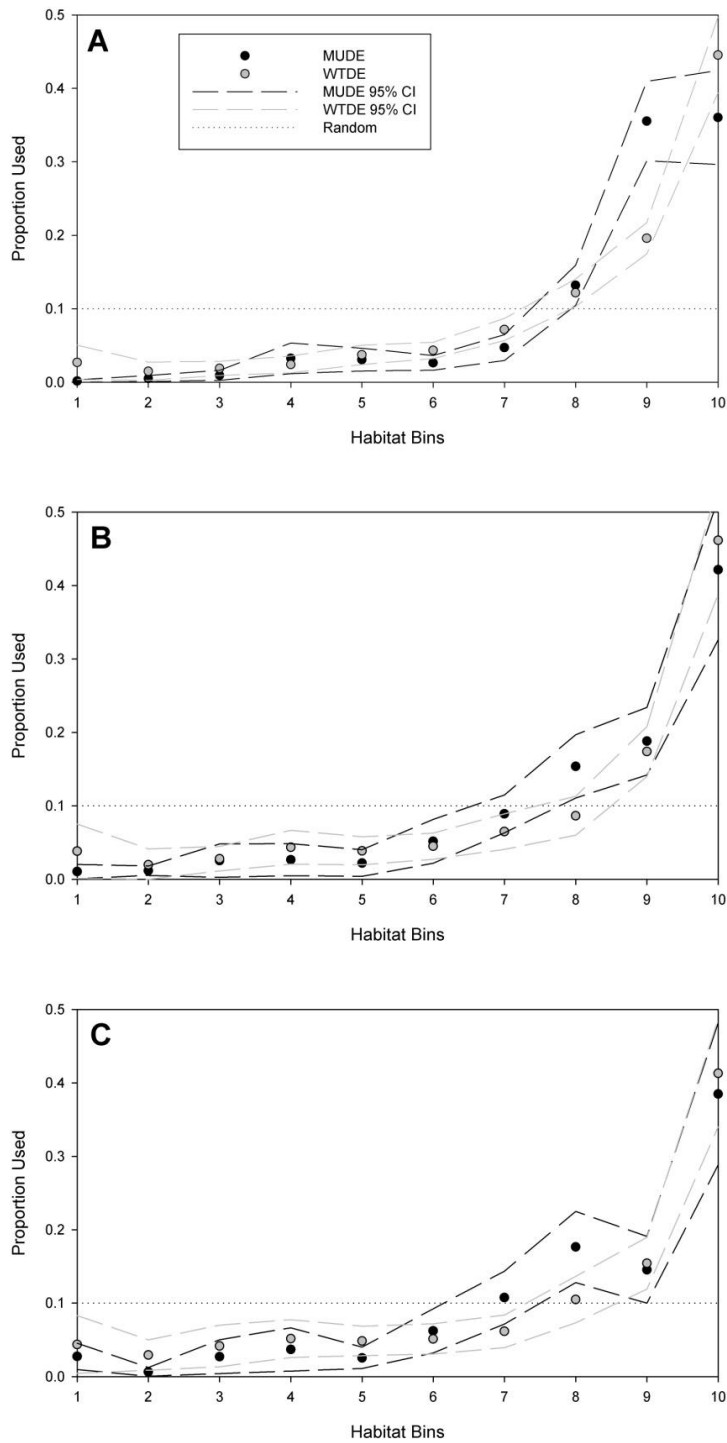 A
MUDE
WTDE
MUDE 95% CI
WTDE 95% CI
Random
Proportion Used
0.5
0.4
0.3
0.2
0.1
0.0
1 2 3 4 5 6 7 8 9 10
Habitat Bins
B
Proportion Used
0.5
0.4
0.3
0.2
0.1
0.0
1 2 3 4 5 6 7 8 9 10
Habitat Bins
C
Proportion Used
0.5
0.4
0.3
0.2
0.1
0.0
1 2 3 4 5 6 7 8 9 10
Habitat Bins